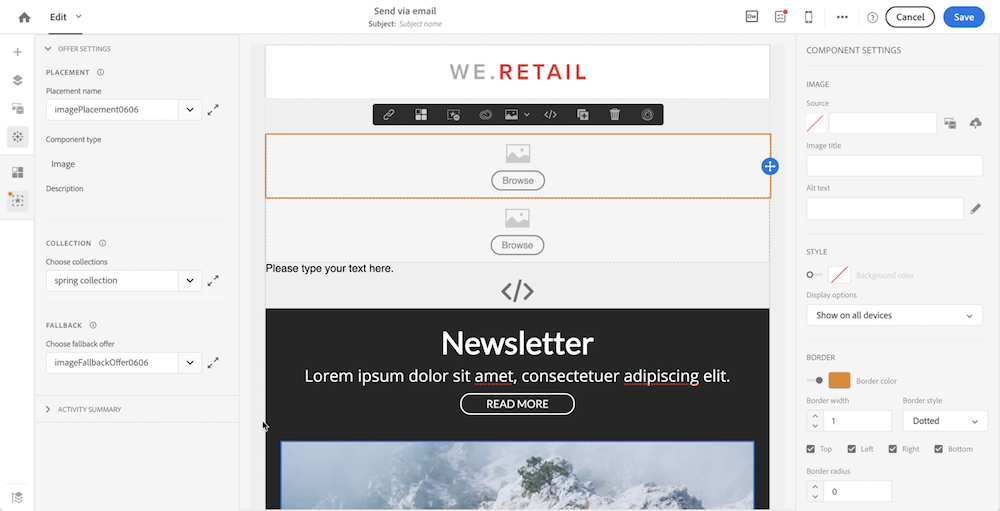 Edit
Send via email
Subject: Subject name
Dw
Cancel
Save
OFFER SETTINGS
PLACEMENT
Placement name
imagePlacement0606
Component type
Image
Description
COLLECTION
Choose collections
spring collection
FALLBACK
Choose fallback offer
imageFallbackOffer0606
ACTIVITY SUMMARY
WE.RETAIL
Browse
Browse
Please type your text here.
Newsletter
Lorem ipsum dolor sit amet, consectetuer adipiscing elit.
READ MORE
COMPONENT SETTINGS
IMAGE
Source
Image title
Alt text
STYLE
Background color
Display options
Show on all devices
BORDER
Border color
Border width
Border style
1
Dotted
Top
Left
Right
Bottom
Border radius
0